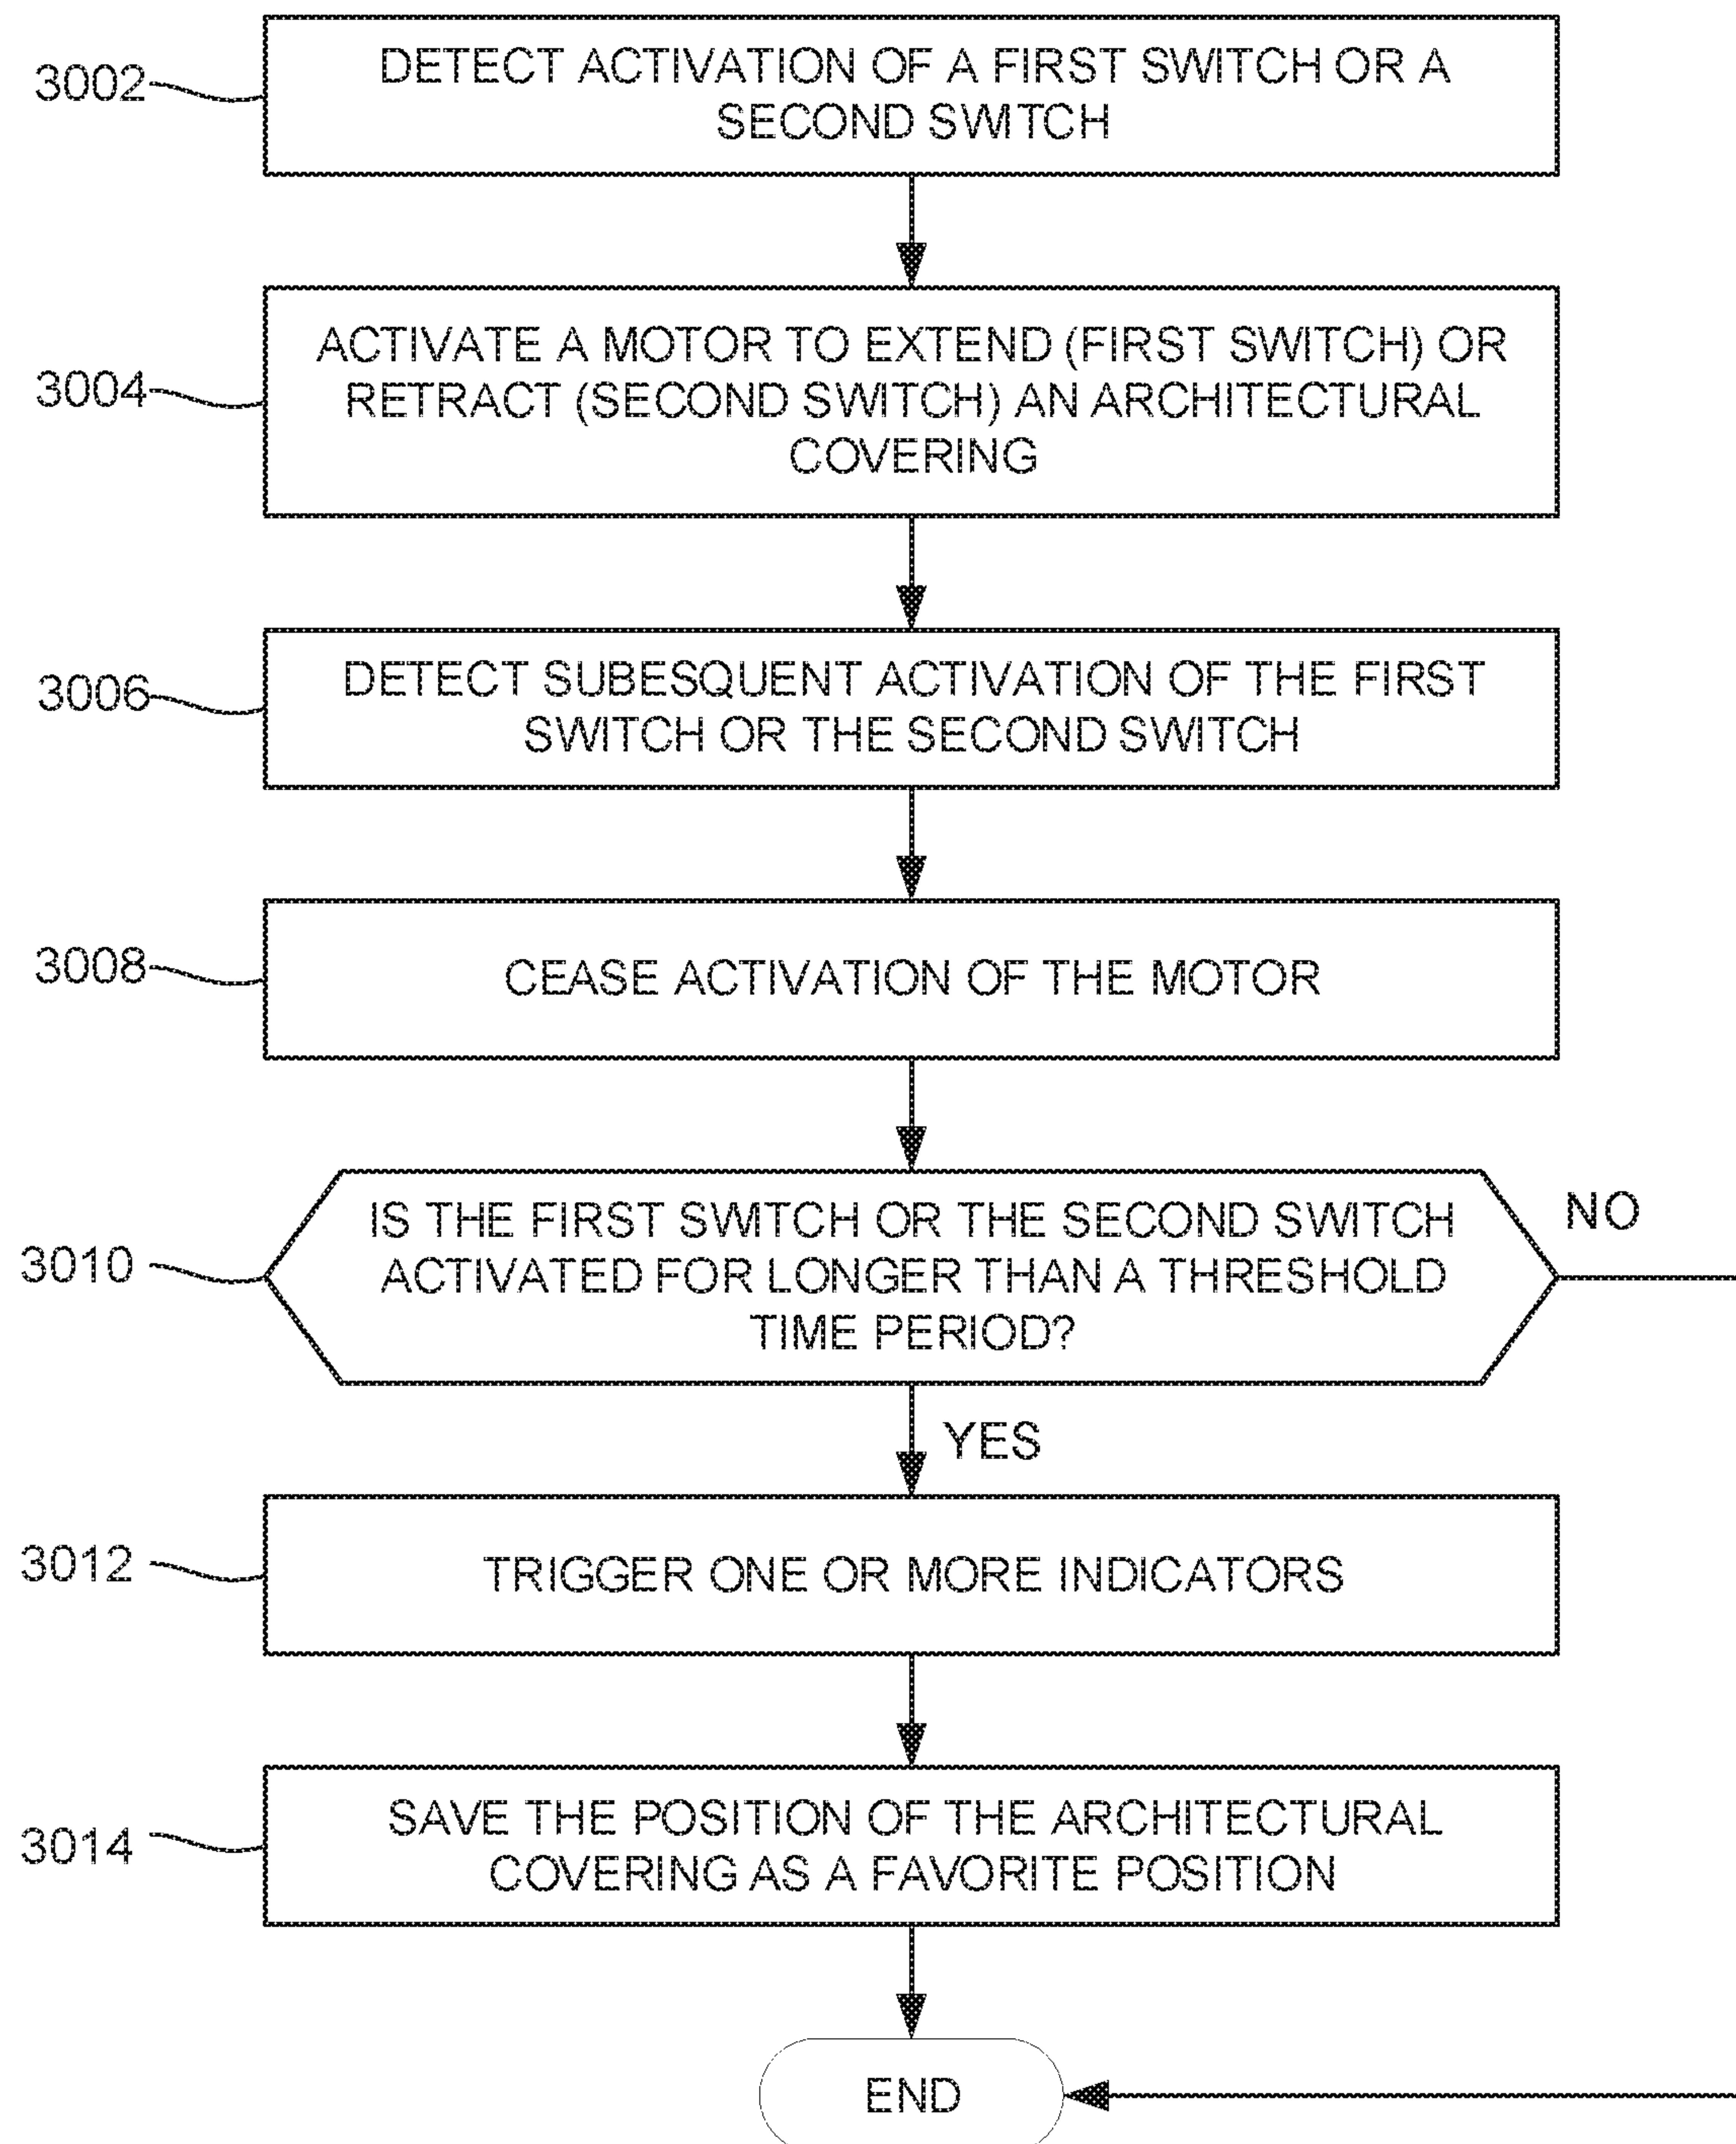 3002
DETECT ACTIVATION OF A FIRST SWITCH OR A
SECOND SWITCH
3004
ACTIVATE A MOTOR TO EXTEND (FIRST SWITCH) OR
RETRACT (SECOND SWITCH) AN ARCHITECTURAL
COVERING
3006
DETECT SUBESQUENT ACTIVATION OF THE FIRST
SWITCH OR THE SECOND SWITCH
3008
CEASE ACTIVATION OF THE MOTOR
3010
IS THE FIRST SWITCH OR THE SECOND SWITCH
ACTIVATED FOR LONGER THAN A THRESHOLD
TIME PERIOD?
NO
YES
3012
TRIGGER ONE OR MORE INDICATORS
3014
SAVE THE POSITION OF THE ARCHITECTURAL
COVERING AS A FAVORITE POSITION
END